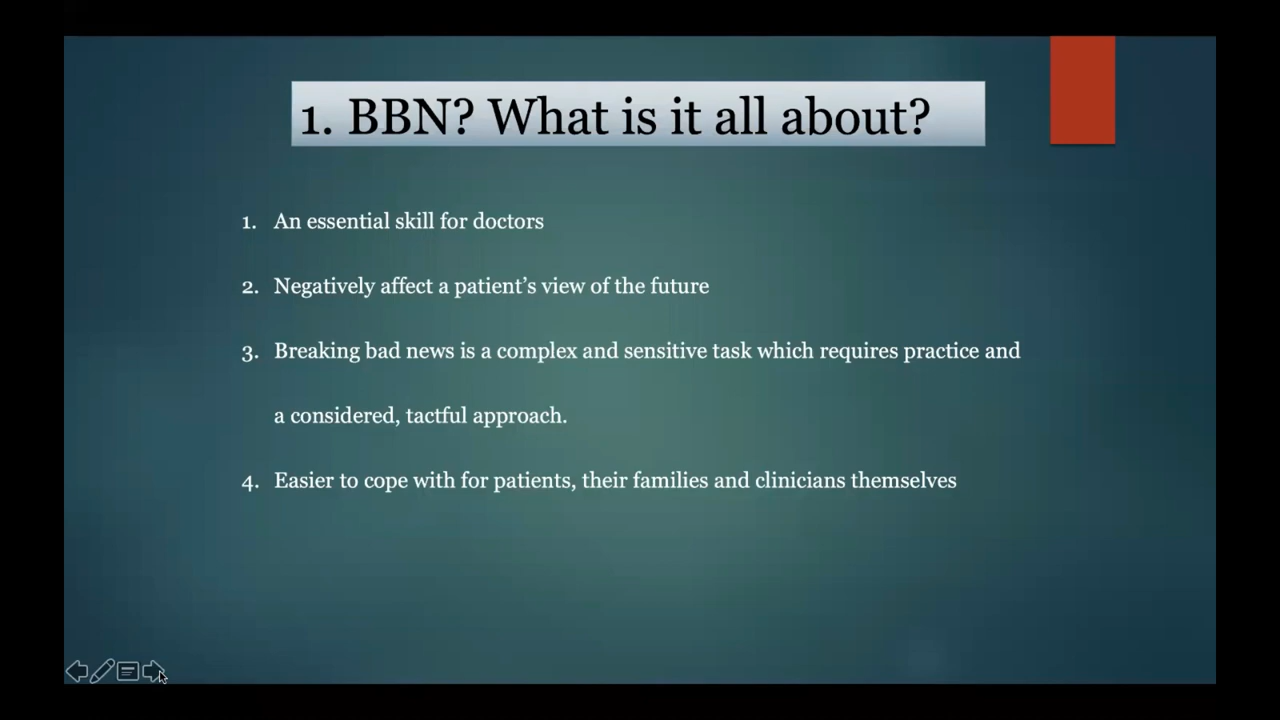 1. BBN? What is it all about?
1. An essential skill for doctors
2. Negatively affect a patient’s view of the future
3. Breaking bad news is a complex and sensitive task which requires practice and
a considered, tactful approach.
4. Easier to cope with for patients, their families and clinicians themselves